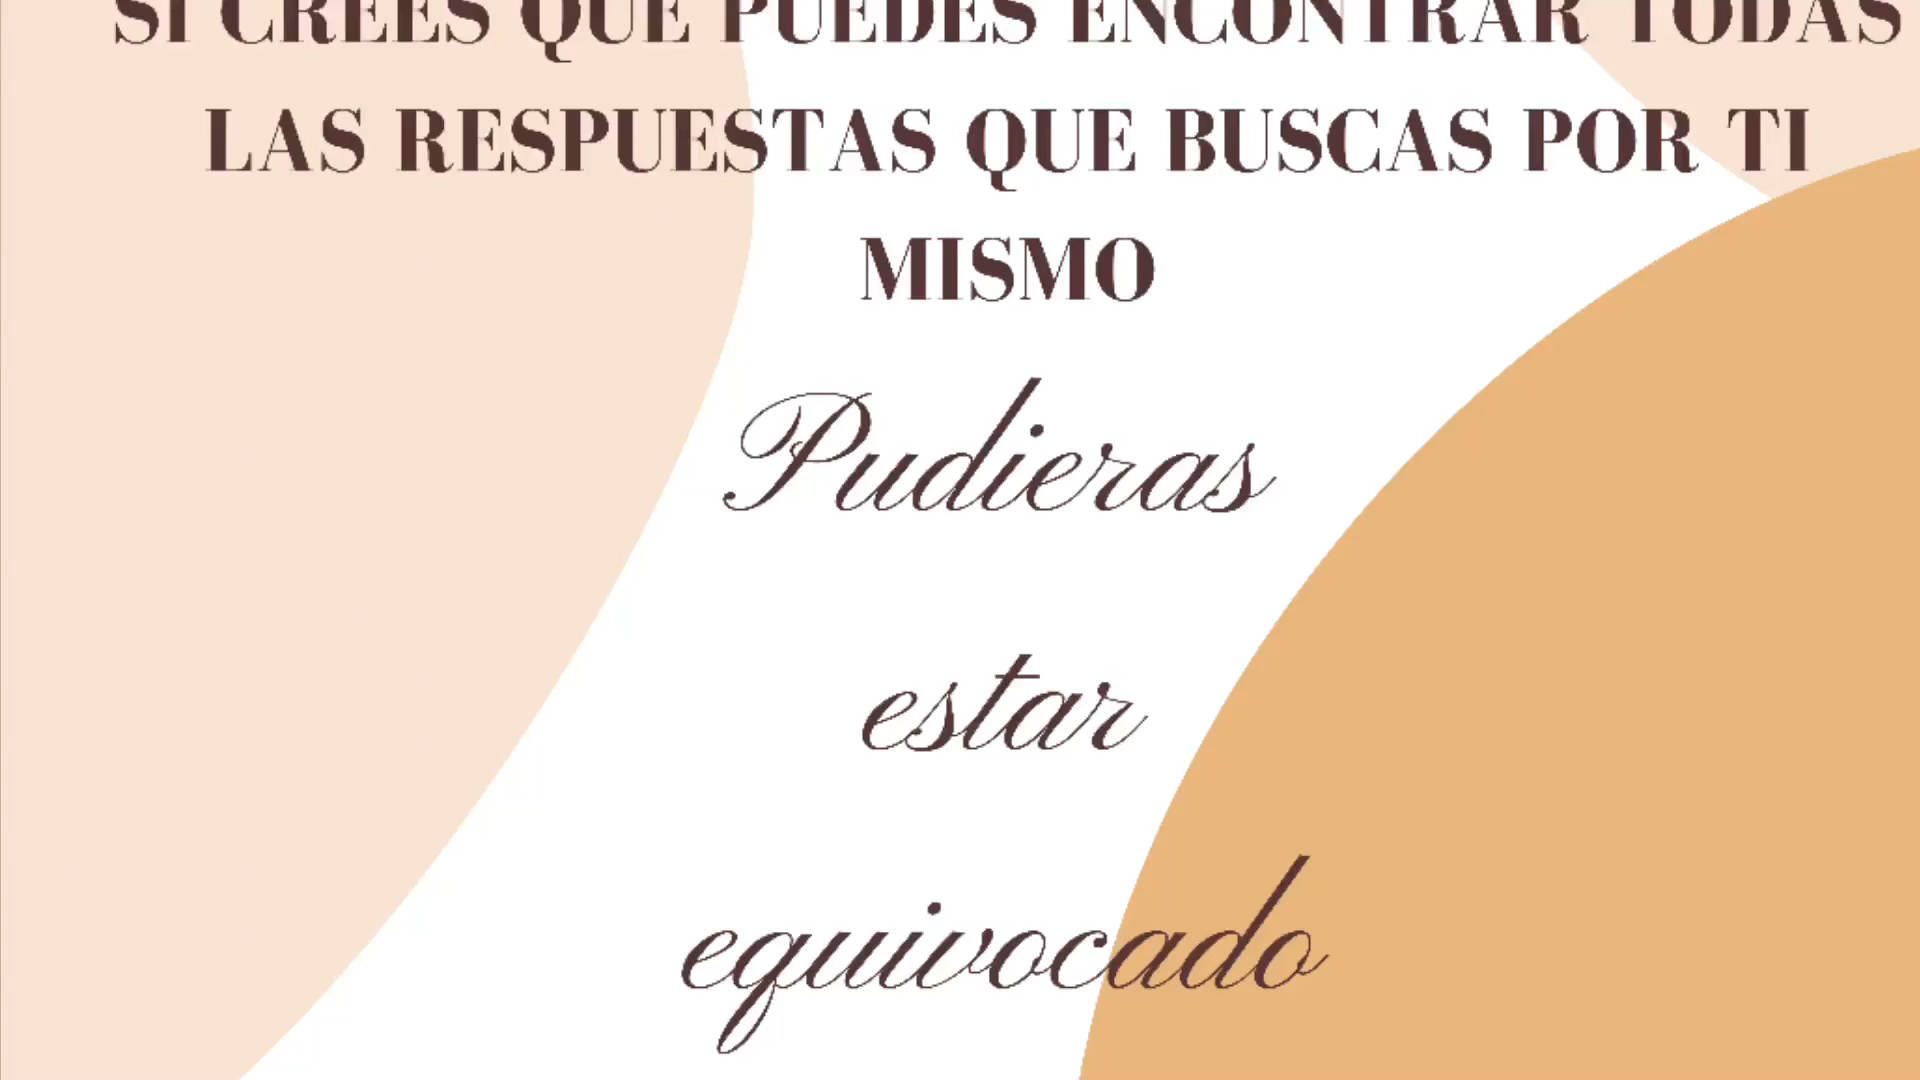 SI CREES QUE PUEDES ENCONTRAR TODAS
LAS RESPUESTAS QUE BUSCAS POR TI
MISMO
Pudieras
estar
equivocado